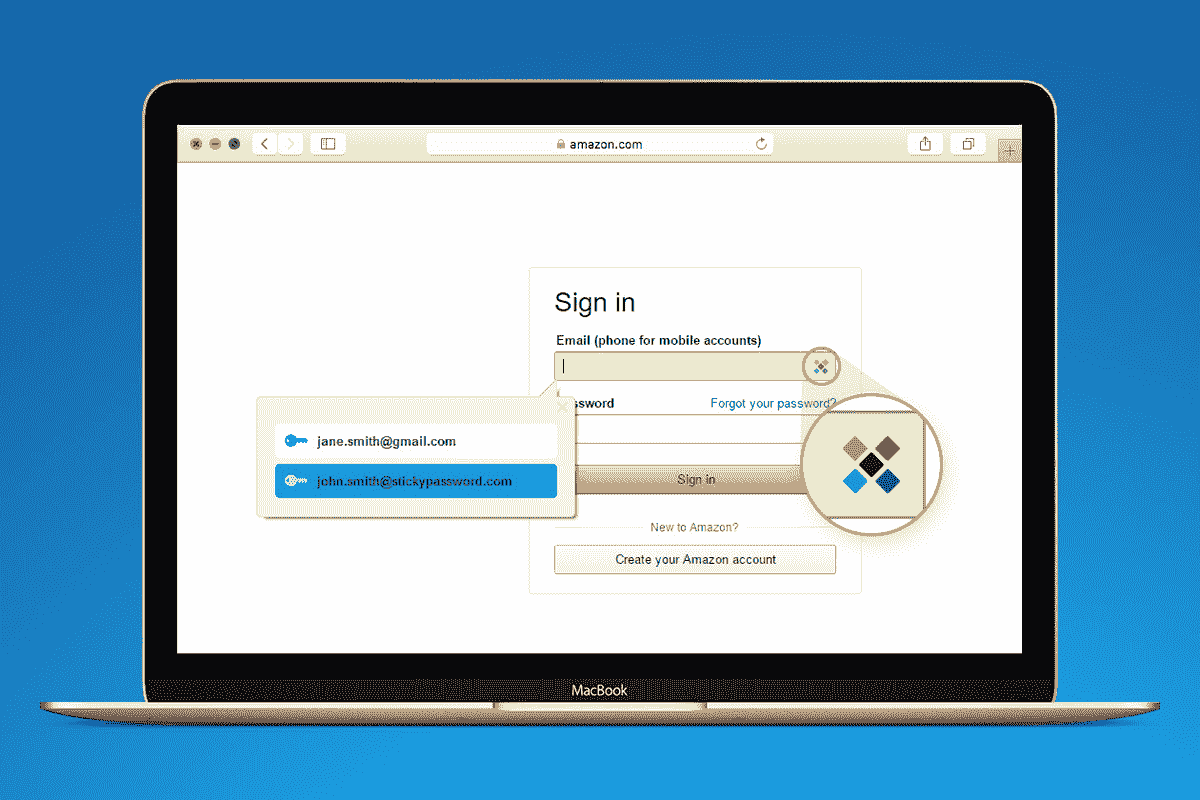 amazon.com
Sign in
Email (phone for mobile accounts)
ssword
Forgot your password?
jane.smith@gmail.com
john.smith@stickypassword.com
Sign in
New to Amazon?
Create your Amazon account
MacBook